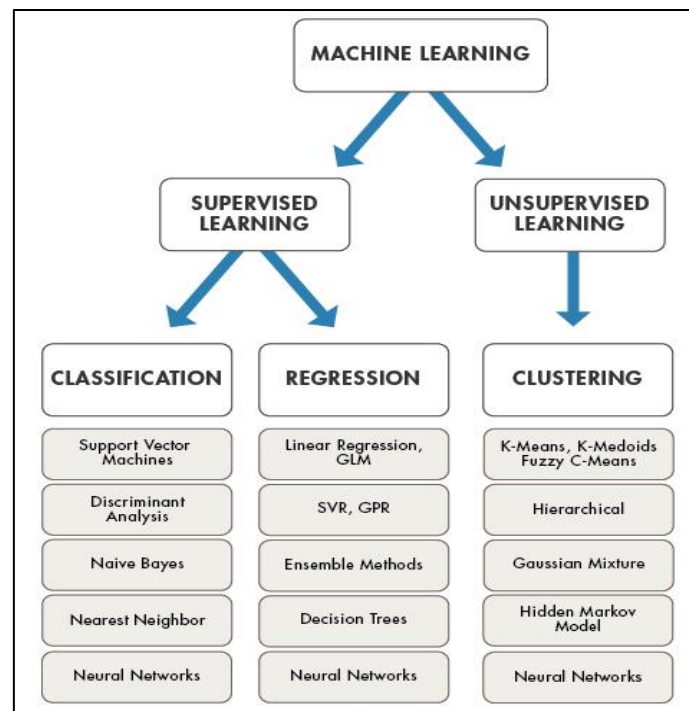 MACHINE LEARNING
SUPERVISED
LEARNING
UNSUPERVISED
LEARNING
CLASSIFICATION
Support Vector
Machines
Discriminant
Analysis
Naive Bayes
Nearest Neighbor
Neural Networks
REGRESSION
Linear Regression,
GLM
SVR, GPR
Ensemble Methods
Decision Trees
Neural Networks
CLUSTERING
K-Means, K-Medoids
Fuzzy C-Means
Hierarchical
Gaussian Mixture
Hidden Markov
Model
Neural Networks